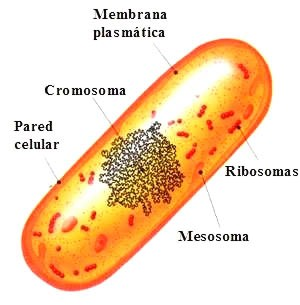 Membrana
plasmática
Cromosoma
Pared
celular
Ribosomas
Mesosoma